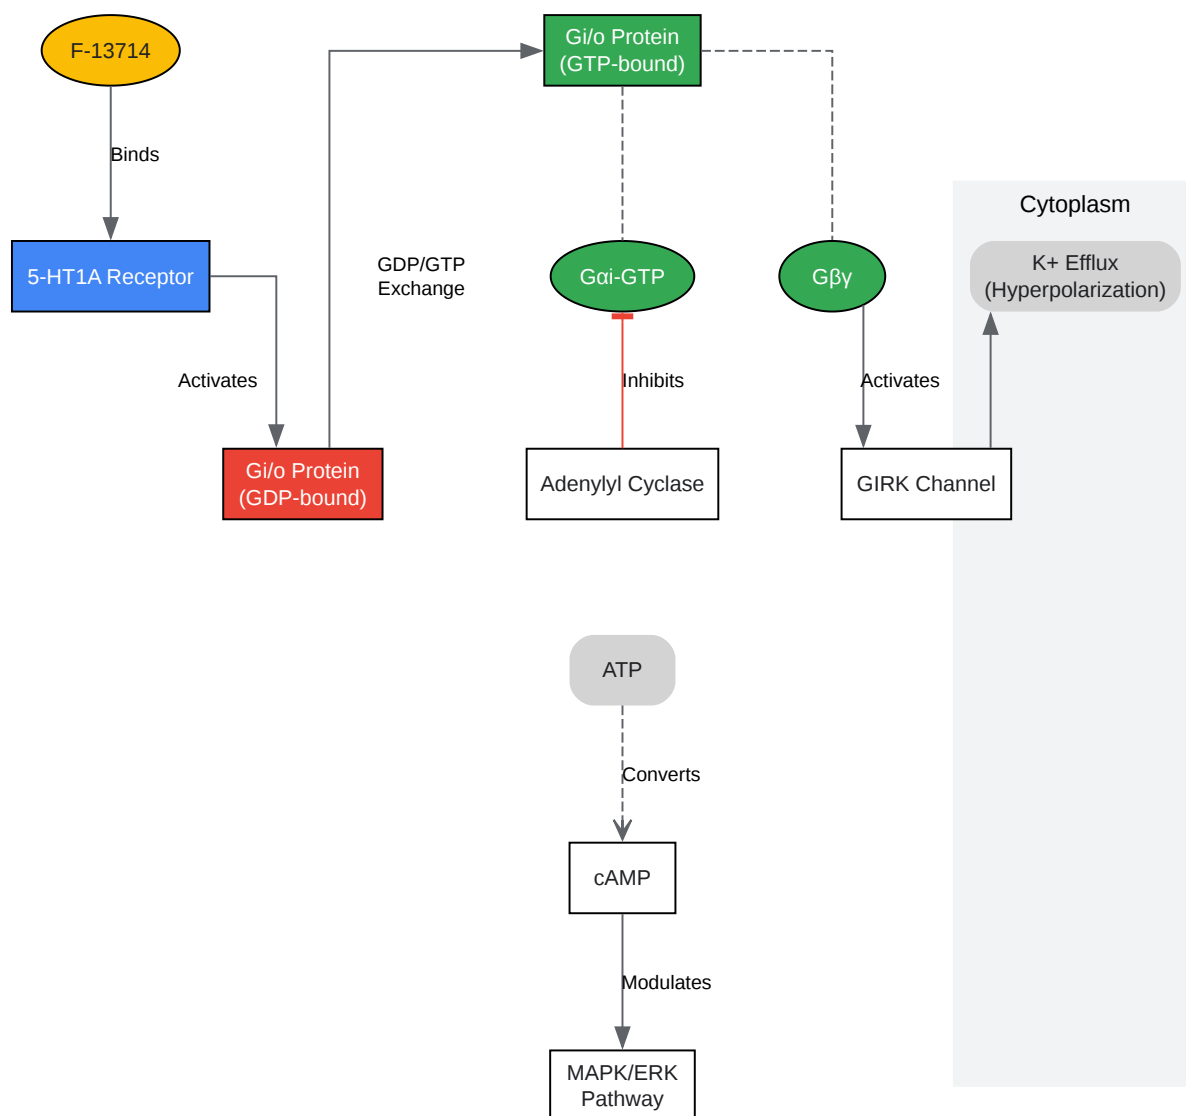 F-13714
Gi/o Protein
(GTP-bound)
Binds
Cytoplasm
5-HT1A Receptor
GDP/GTP
Exchange
Gαi-GTP
Gβγ
K+ Efflux
(Hyperpolarization)
Activates
Inhibits
Activates
Gi/o Protein
(GDP-bound)
Adenylyl Cyclase
GIRK Channel
ATP
Converts
cAMP
Modulates
MAPK/ERK
Pathway